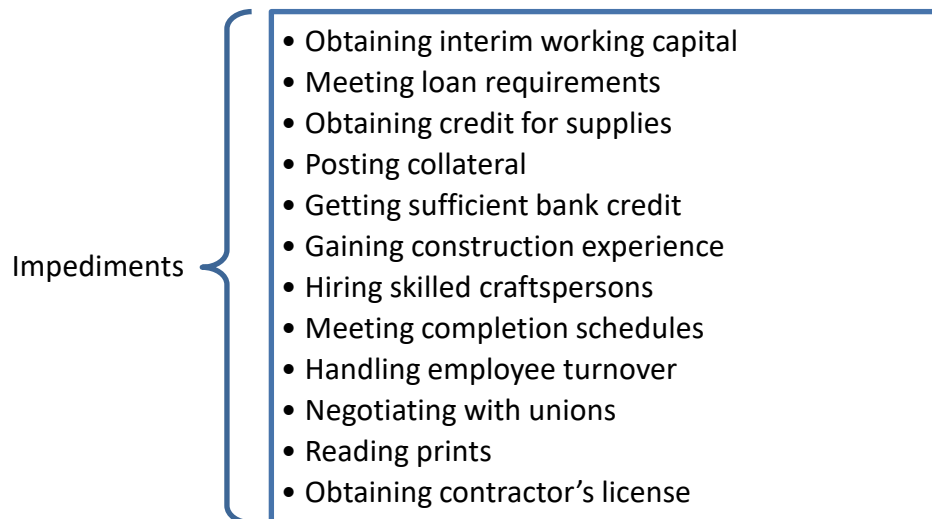 • Obtaining interim working capital
• Meeting loan requirements
• Obtaining credit for supplies
• Posting collateral
• Getting sufficient bank credit
Impediments
• Gaining construction experience
• Hiring skilled craftspersons
• Meeting completion schedules
• Handling employee turnover
• Negotiating with unions
• Reading prints
• Obtaining contractor’s license